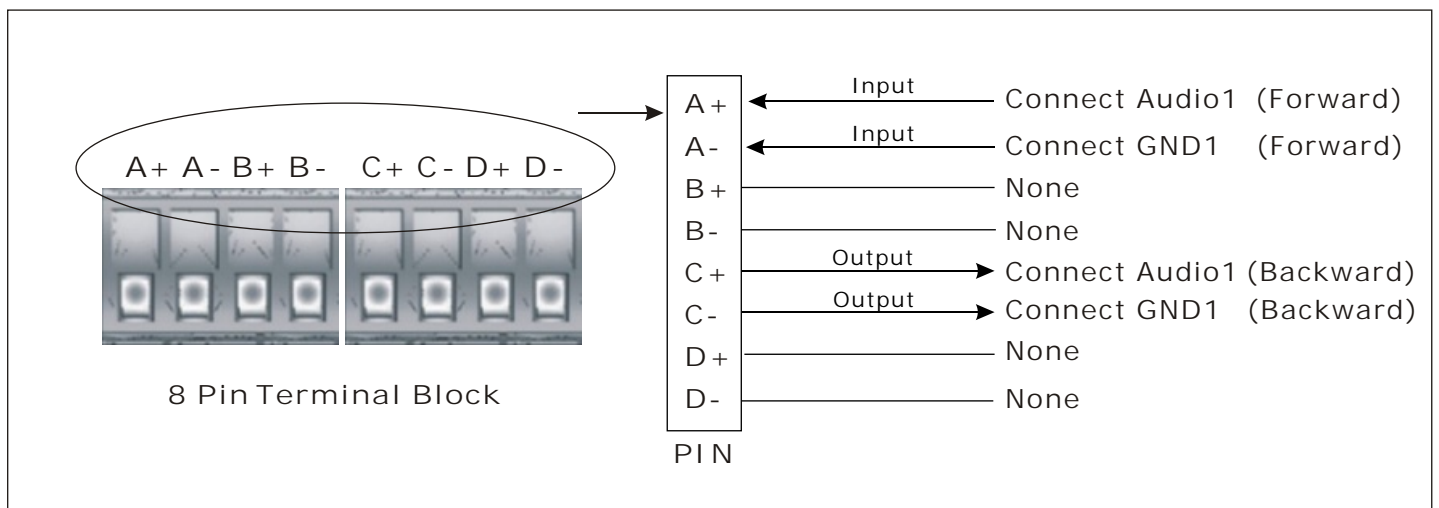 A+ A- B+ B- C+ C- D+ D-
8 Pin Terminal Block
A+ Input Connect Audio1 (Forward)
A- Input Connect GND1 (Forward)
B+ None
B- None
C+ Output Connect Audio1 (Backward)
C- Output Connect GND1 (Backward)
D+ None
D- None
PIN